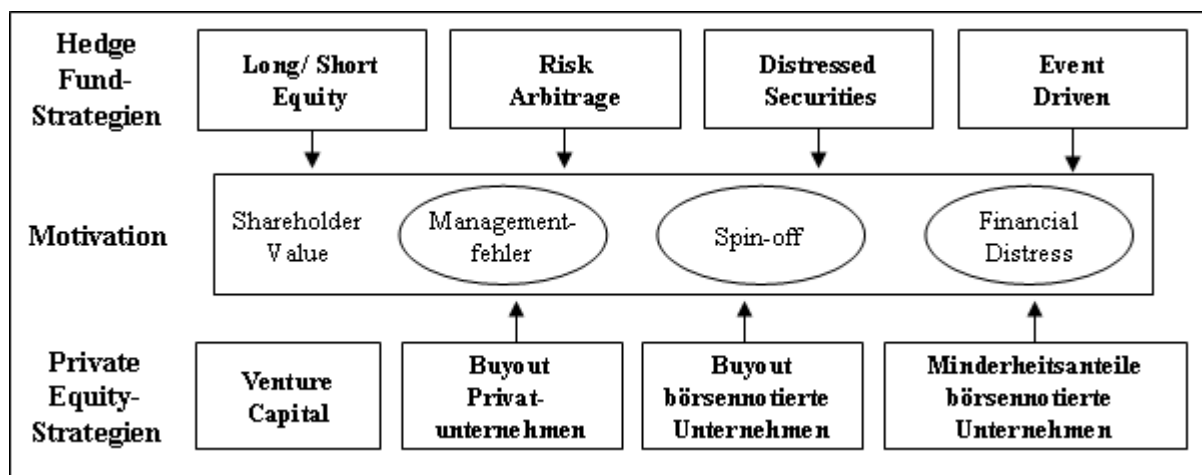 Hedge
Fund-
Strategien
Long/ Short
Equity
Risk
Arbitrage
Distressed
Securities
Event
Driven
Motivation
Shareholder
Value
Management-
fehler
Spin-off
Financial
Distress
Private
Equity-
Strategien
Venture
Capital
Buyout
Privat-
unternehmen
Buyout
börsennotierte
Unternehmen
Minderheitsanteile
börsennotierte
Unternehmen